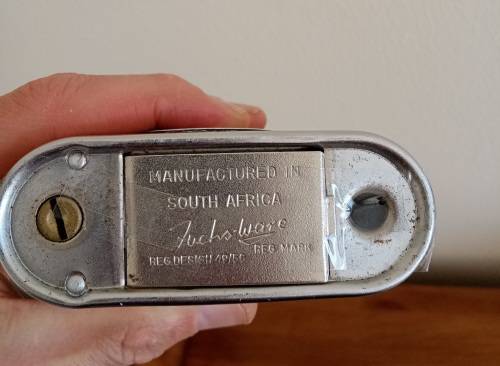 MANUFACTURED IN
SOUTH AFRICA
Fuchs-Ware
REG. MARK
REG.DESIGN 49/56